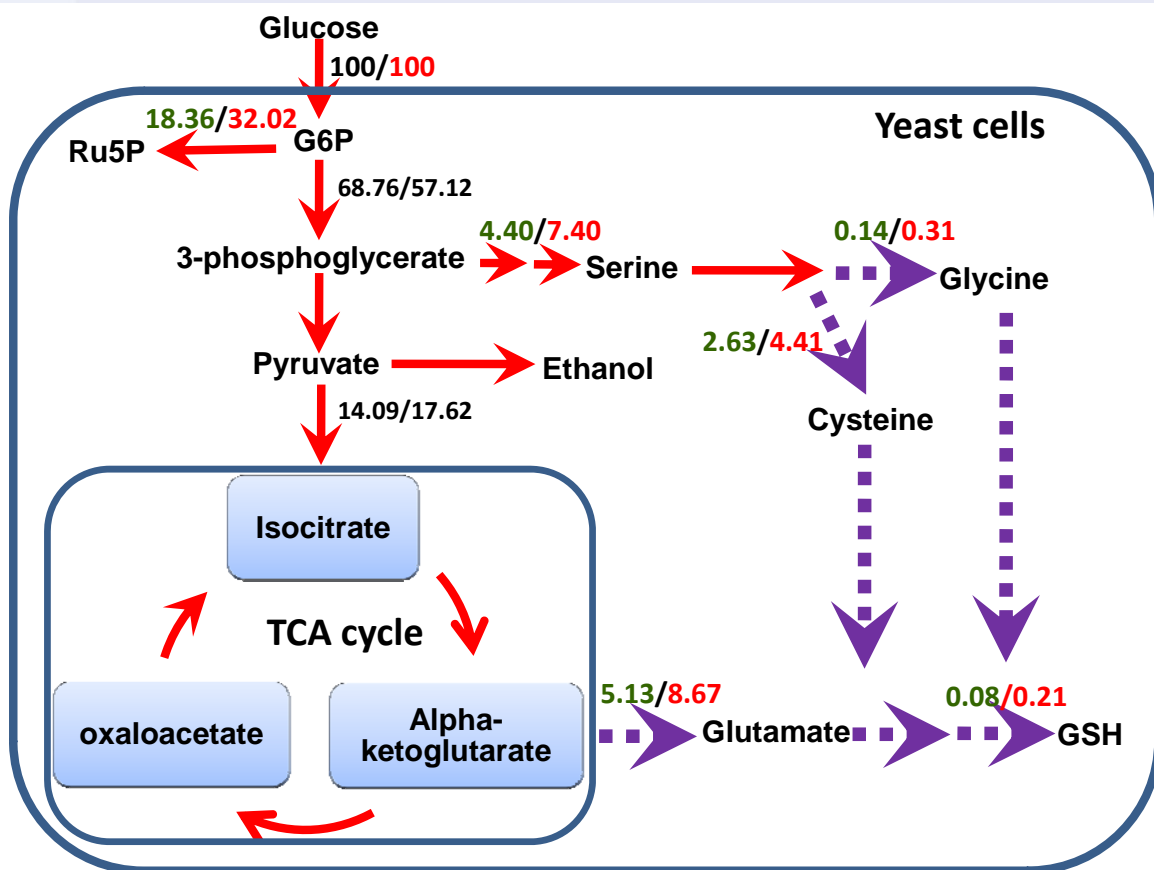 Glucose
100/100
18.36/32.02
Yeast cells
Ru5P
G6P
68.76/57.12
4.40/7.40
0.14/0.31
3-phosphoglycerate
Serine
Glycine
2.63/4.41
Pyruvate
Ethanol
14.09/17.62
Cysteine
Isocitrate
TCA cycle
5.13/8.67
0.08/0.21
oxaloacetate
Alpha-
ketoglutarate
Glutamate
GSH